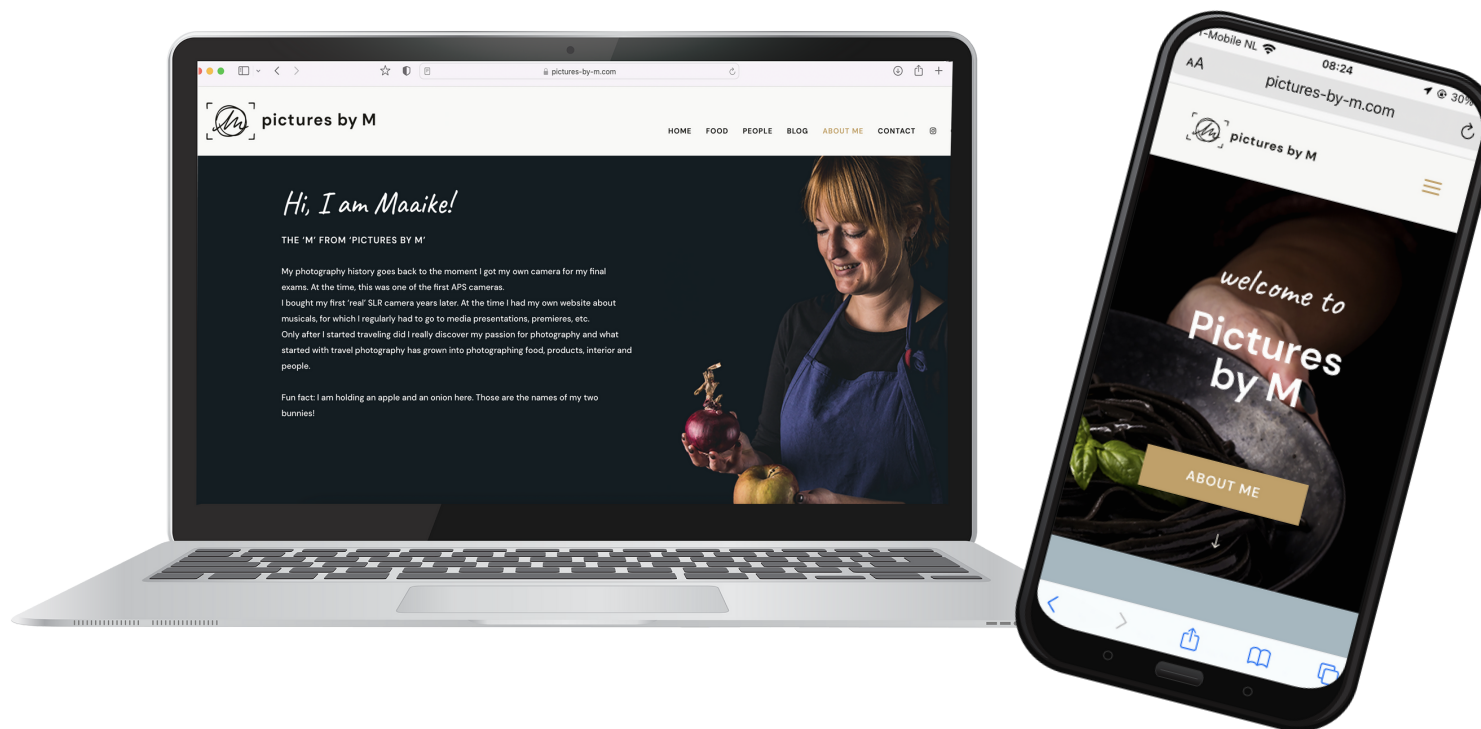 pictures-by-m.com
pictures by M
HOME FOOD PEOPLE BLOG ABOUT ME CONTACT
Hi, I am Maaike!
THE ‘M’ FROM ‘PICTURES BY M’
My photography history goes back to the moment I got my own camera for my final
exams. At the time, this was one of the first APS cameras.
I bought my first ‘real’ SLR camera years later. At the time I had my own website about
musicals, for which I regularly had to go to media presentations, premieres, etc.
Only after I started traveling did I really discover my passion for photography and what
started with travel photography has grown into photographing food, products, interior and
people.
Fun fact: I am holding an apple and an onion here. Those are the names of my two
bunnies!
T-Mobile NL 08:24 30%
AA pictures-by-m.com
pictures by M
welcome to
Pictures
by M
ABOUT ME